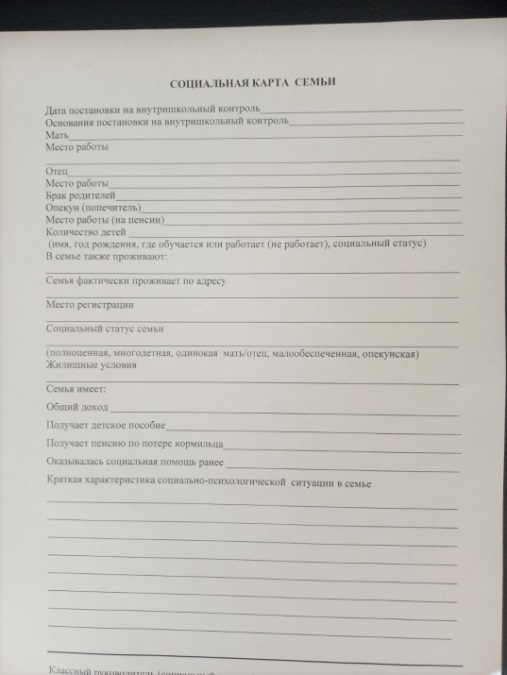 СОЦИАЛЬНАЯ КАРТА СЕМЬИ
Дата постановки на внутришкольный контроль
Основания постановки на внутришкольный контроль
Мать
Место работы
Отец
Место работы
Брак родителей
Опекун (попечитель)
Место работы (на пенсии)
Количество детей
(имя, год рождения, где обучается или работает (не работает), социальный статус)
В семье также проживают:
Семья фактически проживает по адресу
Место регистрации
Социальный статус семьи
(полноценная, многодетная, одинокая мать/отец, малообеспеченная, опекунская)
Жилищные условия
Семья имеет:
Общий доход
Получает детское пособие
Получает пенсию по потере кормильца
Оказывалась социальная помощь ранее
Краткая характеристика социально-психологической ситуации в семье
Классный руководитель (социальный